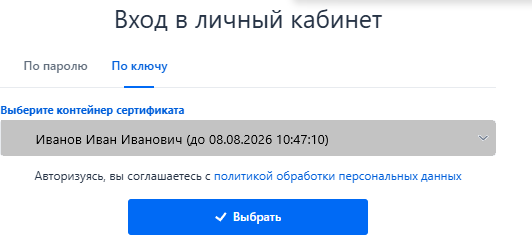 Вход в личный кабинет
По паролю По ключу
Выберите контейнер сертификата
Иванов Иван Иванович (до 08.08.2026 10:47:10)
Авторизуясь, вы соглашаетесь с политикой обработки персональных данных
Выбрать